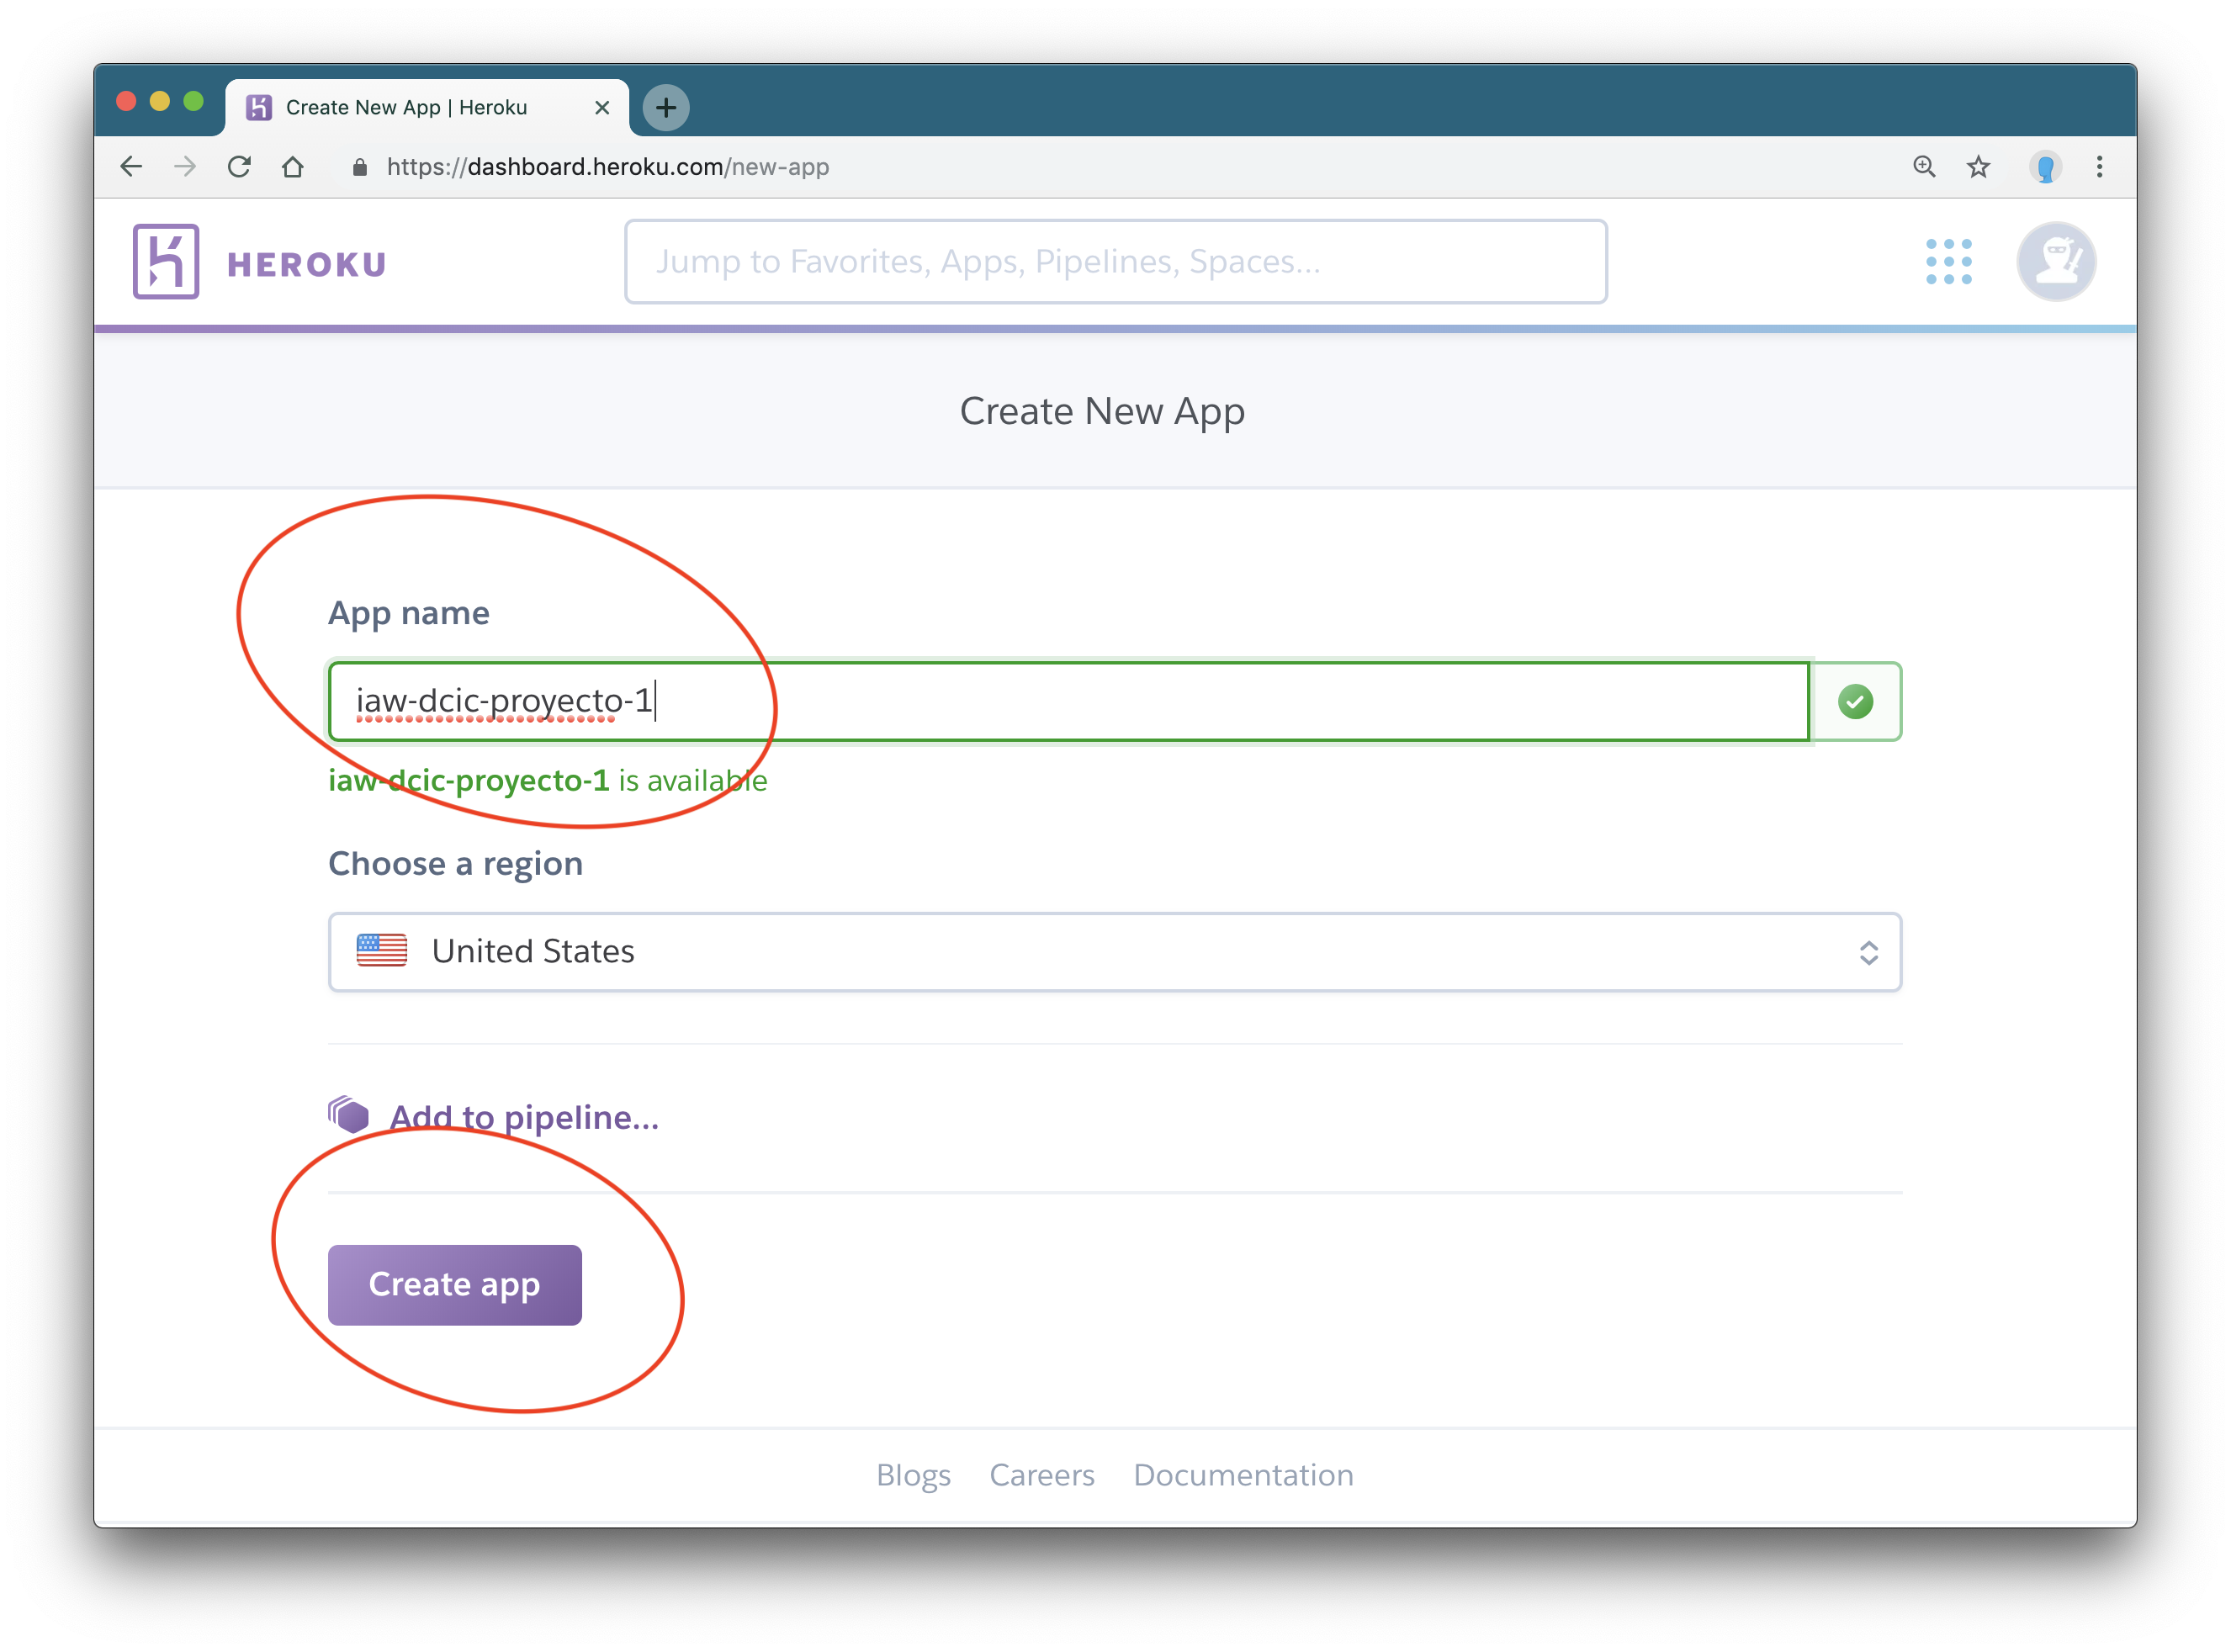 Create New App | Heroku
https://dashboard.heroku.com/new-app
HEROKU
Jump to Favorites, Apps, Pipelines, Spaces...
Create New App
App name
iaw-dcic-proyecto-1
iaw-dcic-proyecto-1 is available
Choose a region
United States
Add to pipeline...
Create app
Blogs Careers Documentation